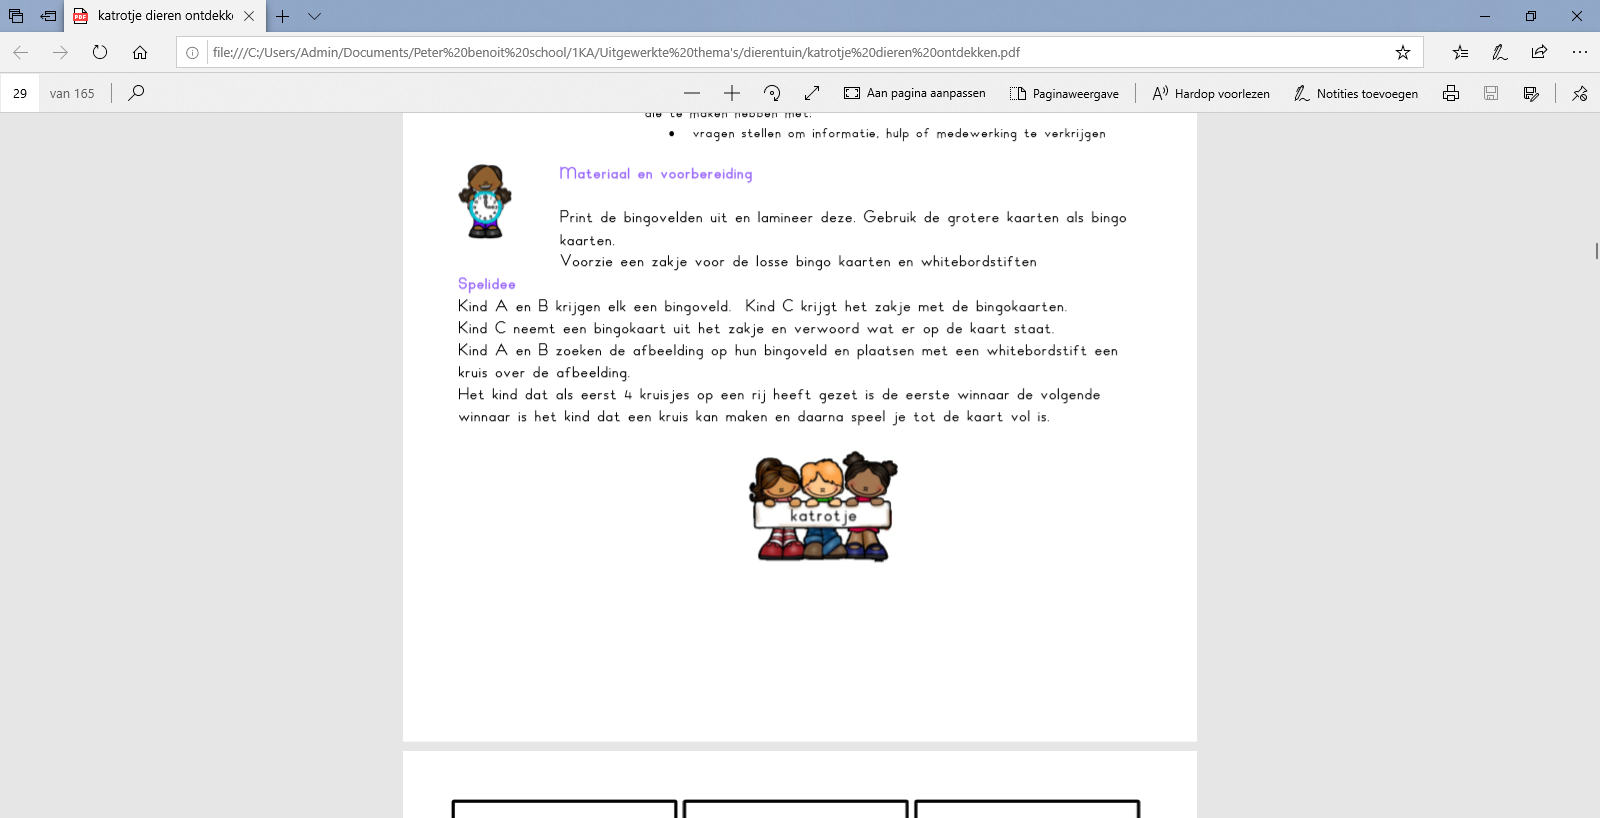 katrotje dieren ontdekke
file:///C:/Users/Admin/Documents/Peter%20benoit%20school/1KA/Uitgewerkte%20thema's/dierentuin/katrotje%20dieren%20ontdekken.pdf
29 van 165 Aan pagina aanpassen Paginaweergave Hardop voorlezen Notities toevoegen
die te maken hebben met:
• vragen stellen om informatie, hulp of medewerking te verkrijgen
Materiaal en voorbereiding
Print de bingovelden uit en lamineer deze. Gebruik de grotere kaarten als bingo
kaarten.
Voorzie een zakje voor de losse bingo kaarten en whitebordstiften
Spelidee
Kind A en B krijgen elk een bingoveld. Kind C krijgt het zakje met de bingokaarten.
Kind C neemt een bingokaart uit het zakje en verwoord wat er op de kaart staat.
Kind A en B zoeken de afbeelding op hun bingoveld en plaatsen met een whitebordstift een
kruis over de afbeelding.
Het kind dat als eerst 4 kruisjes op een rij heeft gezet is de eerste winnaar de volgende
winnaar is het kind dat een kruis kan maken en daarna speel je tot de kaart vol is.
katrotje